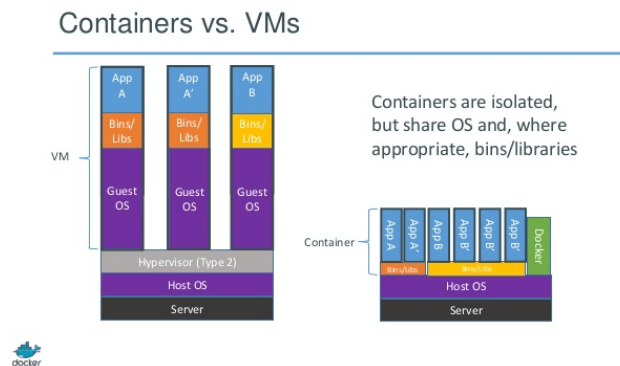 Containers vs. VMs
App
A
App
A’
App
B
Bins/
Libs
Bins/
Libs
Bins/
Libs
VM
Guest
OS
Guest
OS
Guest
OS
Hypervisor (Type 2)
Host OS
Server
Containers are isolated,
but share OS and, where
appropriate, bins/libraries
Container
App A
App A’
App B
App B’
App B’
App B’
Docker
Bins/Libs
Bins/Libs
Host OS
Server
docker